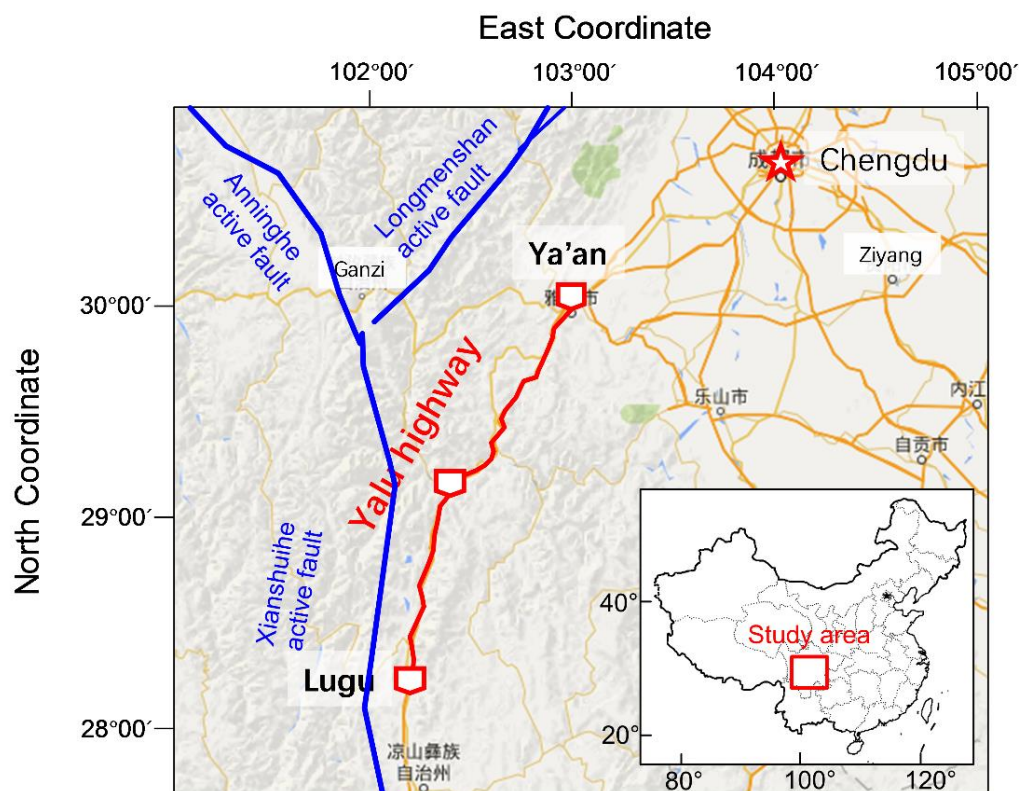 East Coordinate
102°00′
103°00′
104°00′
105°00′
Anninghe
active fault
Longmenshan
active fault
Chengdu
Ganzi
Ya'an
Ziyang
30°00′
North Coordinate
Yalu highway
乐山市
内江
自贡市
29°00′
Xianshuihe
active fault
40°
Study area
Lugu
28°00′
20°
凉山彝族
自治州
80°
100°
120°